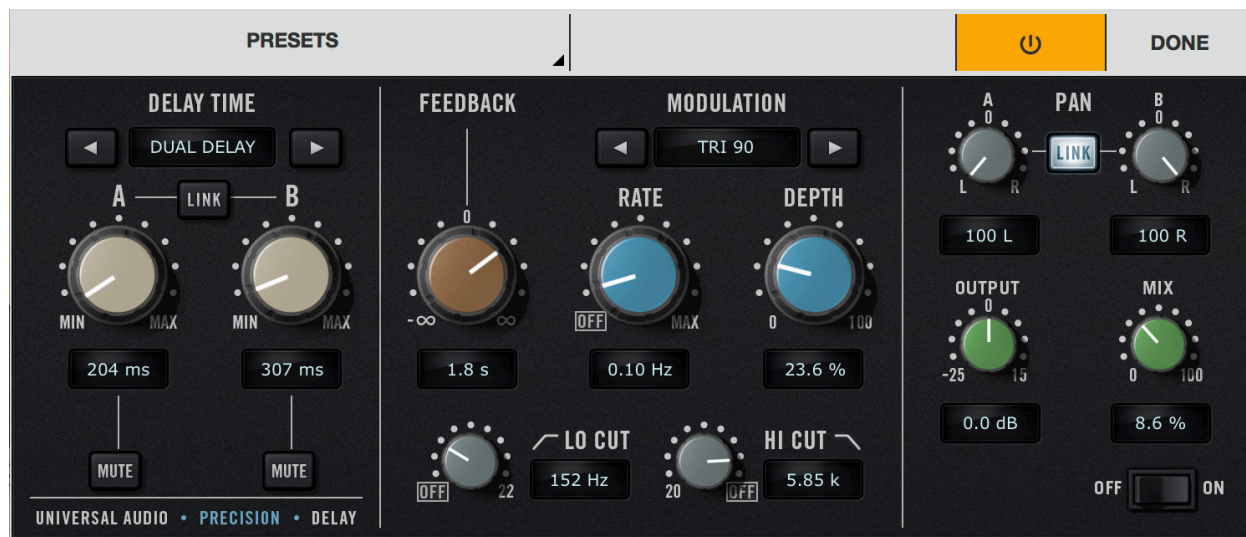 PRESETS
DONE
DELAY TIME
DUAL DELAY
A
LINK
B
MIN
MAX
MIN
MAX
204 ms
307 ms
MUTE
MUTE
UNIVERSAL AUDIO • PRECISION • DELAY
FEEDBACK
0
-∞
∞
1.8 s
MODULATION
TRI 90
RATE
DEPTH
OFF
MAX
0
100
0.10 Hz
23.6 %
LO CUT
OFF
22
152 Hz
HI CUT
20
OFF
5.85 k
A
PAN
B
0
0
LINK
L
R
L
R
100 L
100 R
OUTPUT
MIX
0
-25
15
0
100
0.0 dB
8.6 %
OFF
ON